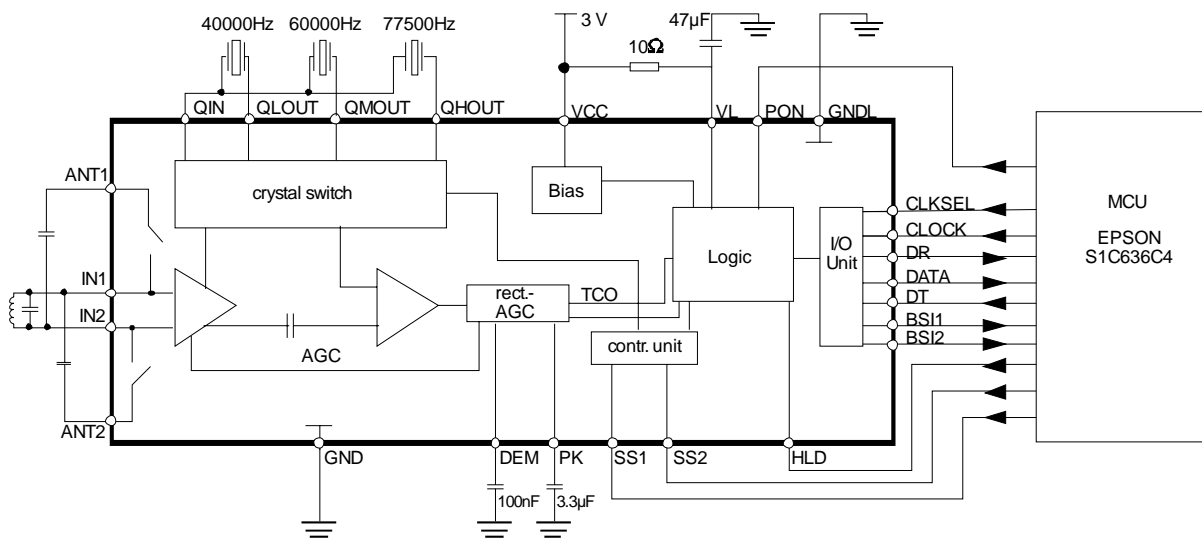 40000Hz 60000Hz 77500Hz
3 V
47µF
10Ω
QIN QLOUT QMOUT QHOUT VCC VL PON GNDL
ANT1
crystal switch
Bias
MCU
EPSON
S1C636C4
CLKSEL
CLOCK
DR
DATA
DT
BSI1
BSI2
I/O
Unit
Logic
IN1
IN2
rect.-
AGC
TCO
AGC
contr. unit
ANT2
GND DEM PK SS1 SS2 HLD
100nF 3.3µF